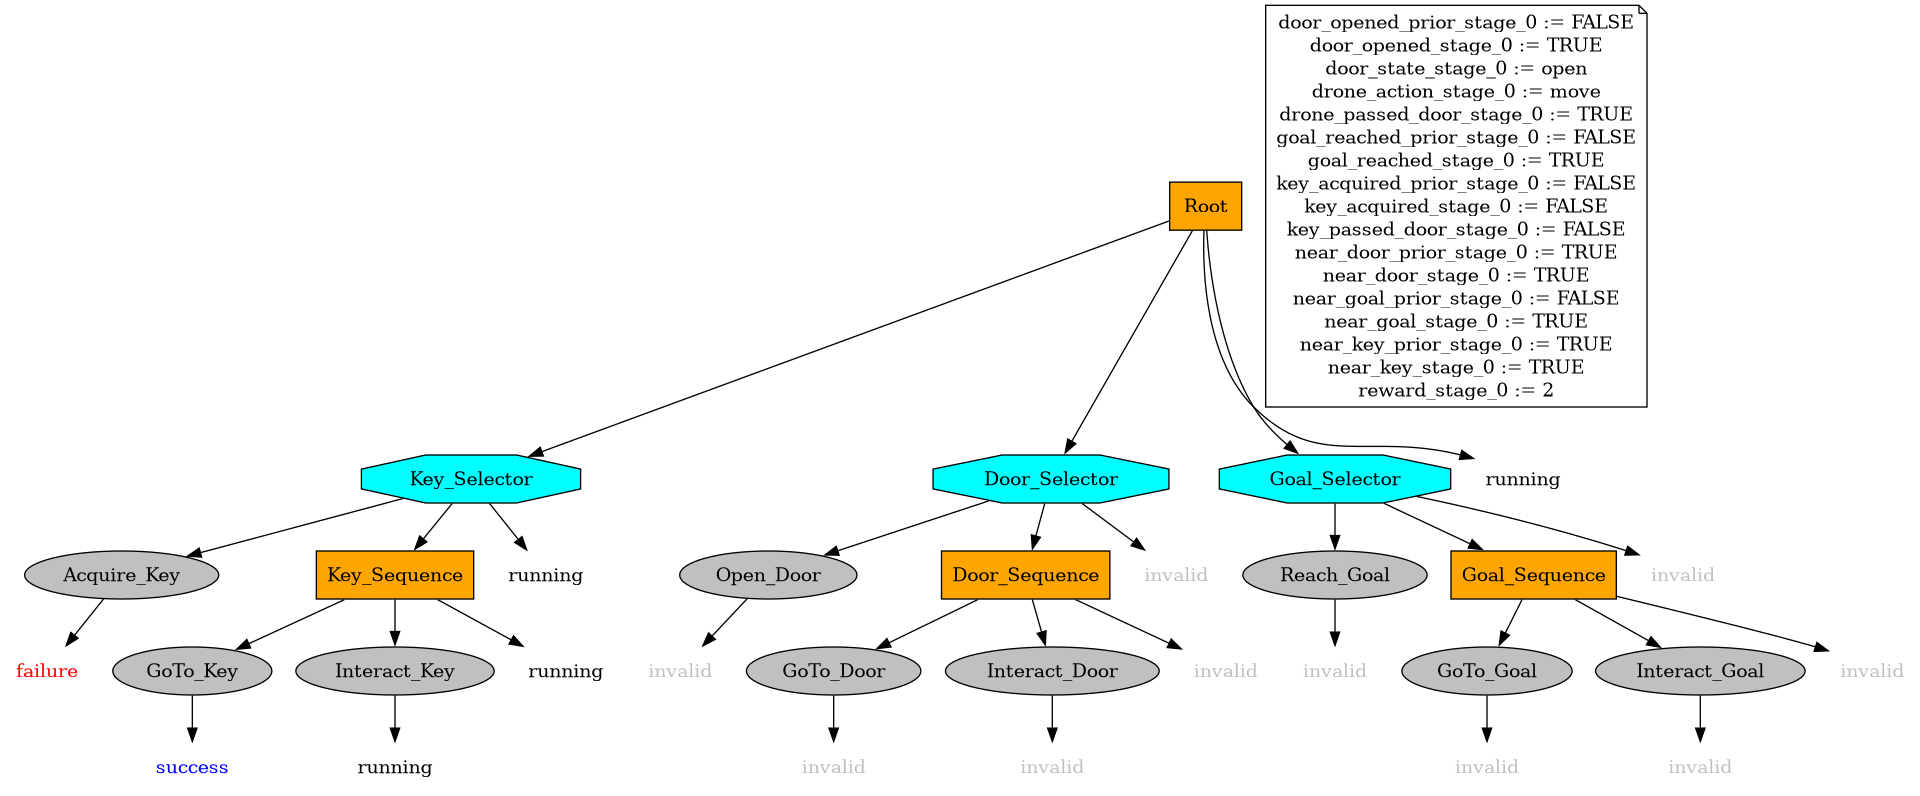 door_opened_prior_stage_0 := FALSE
door_opened_stage_0 := TRUE
door_state_stage_0 := open
drone_action_stage_0 := move
drone_passed_door_stage_0 := TRUE
goal_reached_prior_stage_0 := FALSE
goal_reached_stage_0 := TRUE
key_acquired_prior_stage_0 := FALSE
key_acquired_stage_0 := FALSE
key_passed_door_stage_0 := FALSE
near_door_prior_stage_0 := TRUE
near_door_stage_0 := TRUE
near_goal_prior_stage_0 := FALSE
near_goal_stage_0 := TRUE
near_key_prior_stage_0 := TRUE
near_key_stage_0 := TRUE
reward_stage_0 := 2
Root
Key_Selector
Door_Selector
Goal_Selector
running
Acquire_Key
Key_Sequence
running
Open_Door
Door_Sequence
invalid
Reach_Goal
Goal_Sequence
invalid
failure
GoTo_Key
Interact_Key
running
invalid
GoTo_Door
Interact_Door
invalid
invalid
GoTo_Goal
Interact_Goal
invalid
success
running
invalid
invalid
invalid
invalid